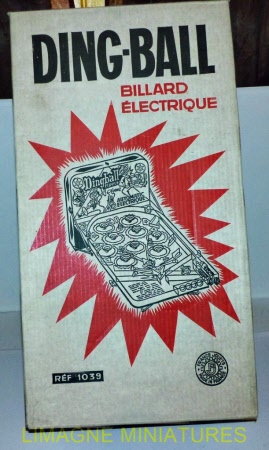 DING-BALL
BILLARD
ÉLECTRIQUE
Dingball
RÉF 1039
LIMAGNE MINIATURES